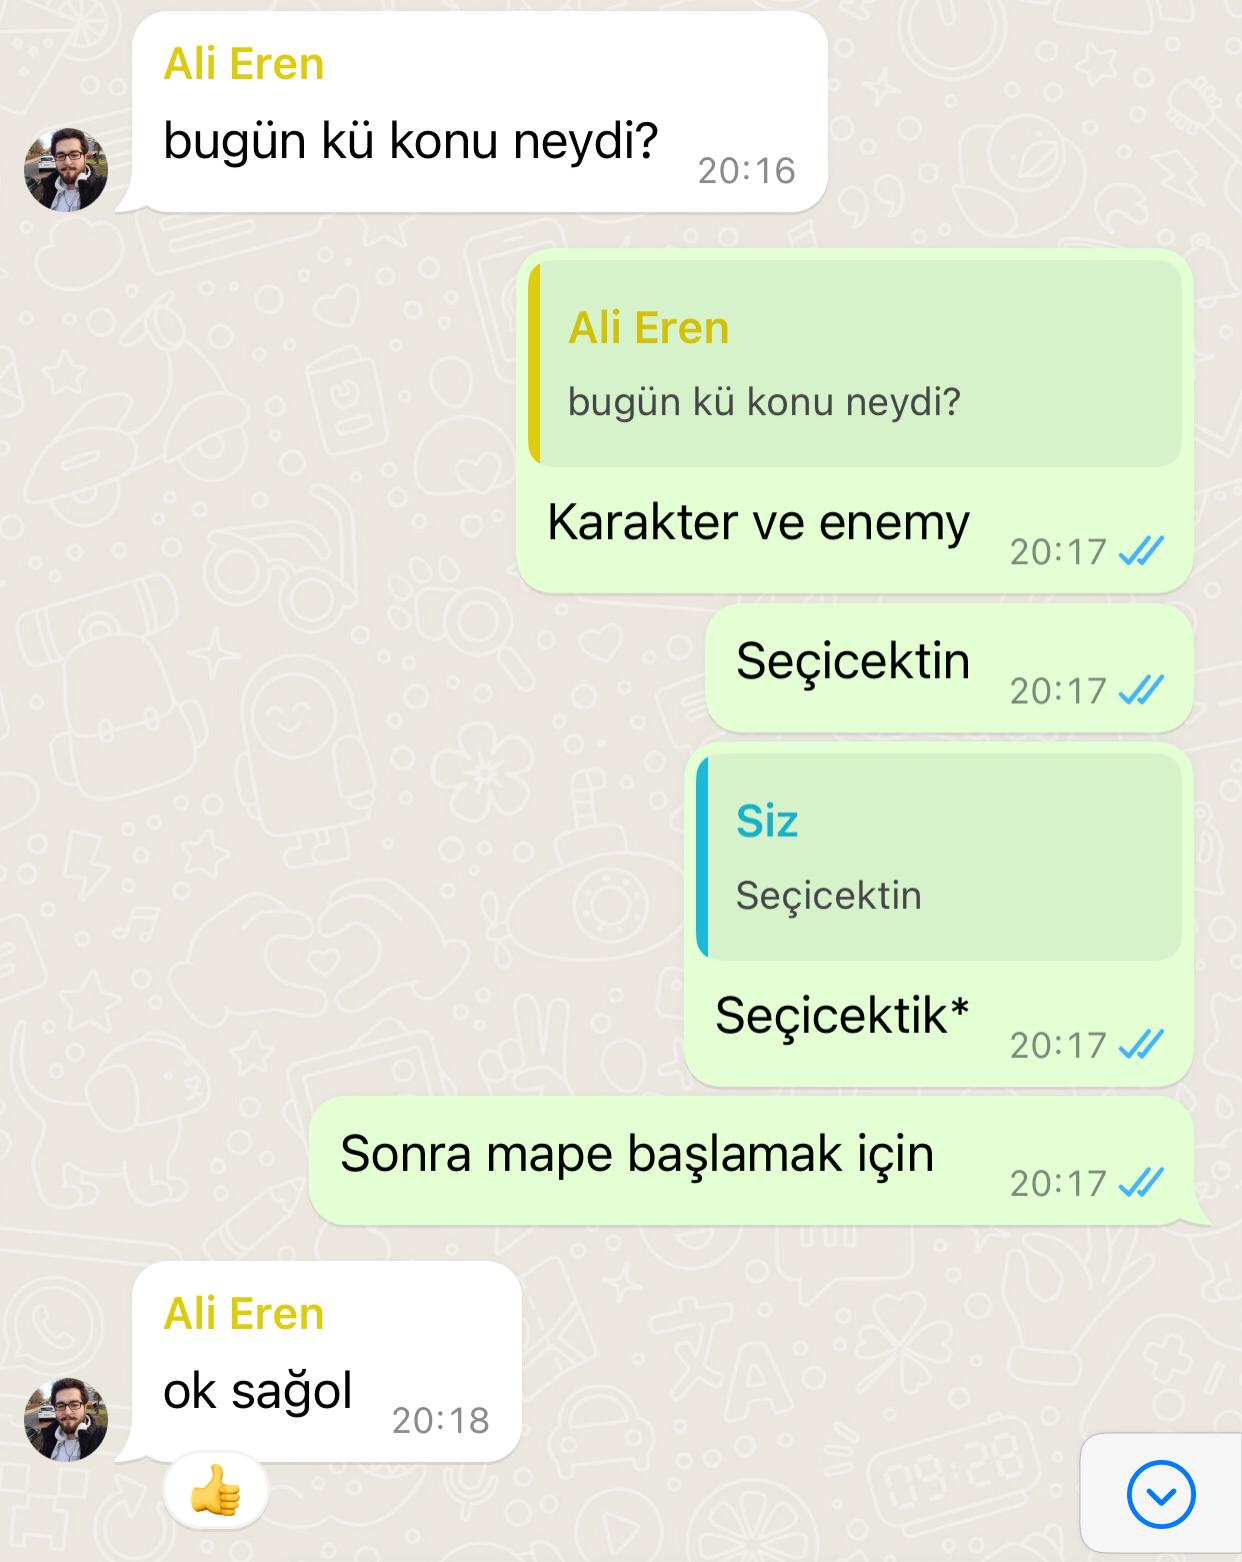 Ali Eren
bugün kü konu neydi?
20:16
Ali Eren
bugün kü konu neydi?
Karakter ve enemy
20:17
Seçicektin
20:17
Siz
Seçicektin
Seçicektik*
20:17
Sonra mape başlamak için
20:17
Ali Eren
ok sağol
20:18
09:28